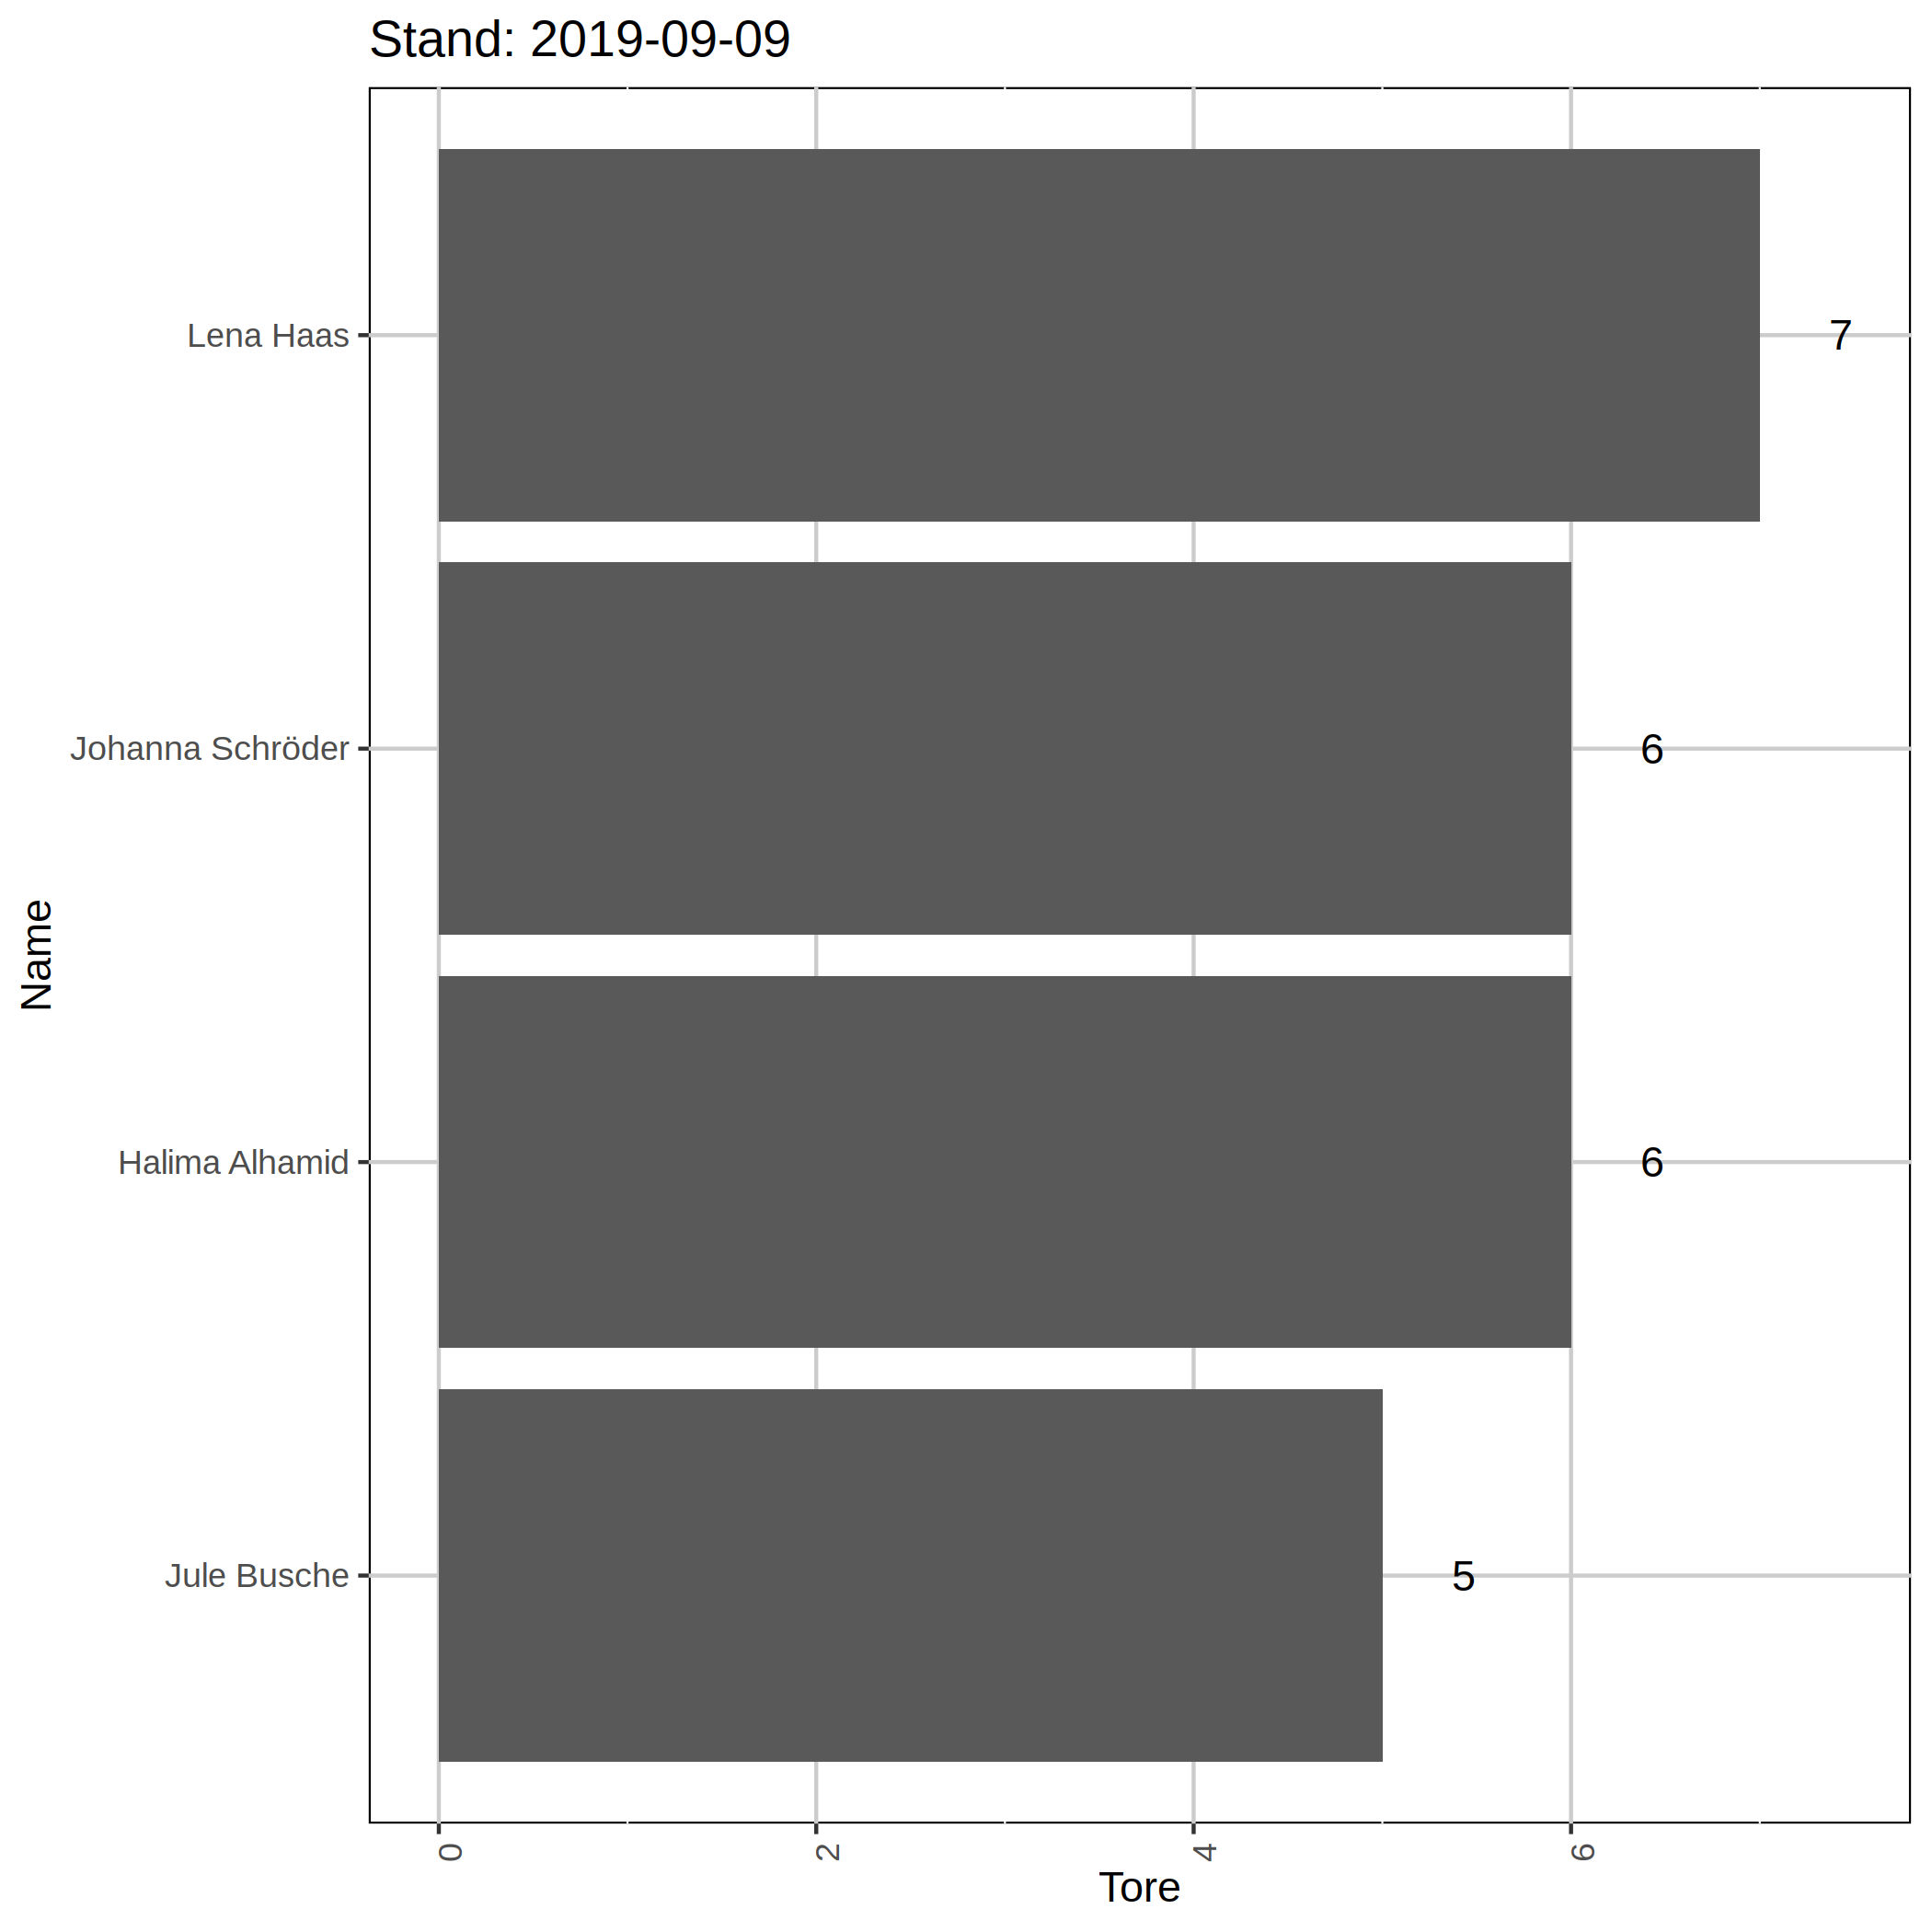 Stand: 2019-09-09
Lena Haas
7
Johanna Schröder
6
Name
Halima Alhamid
6
Jule Busche
5
0
2
4
6
Tore